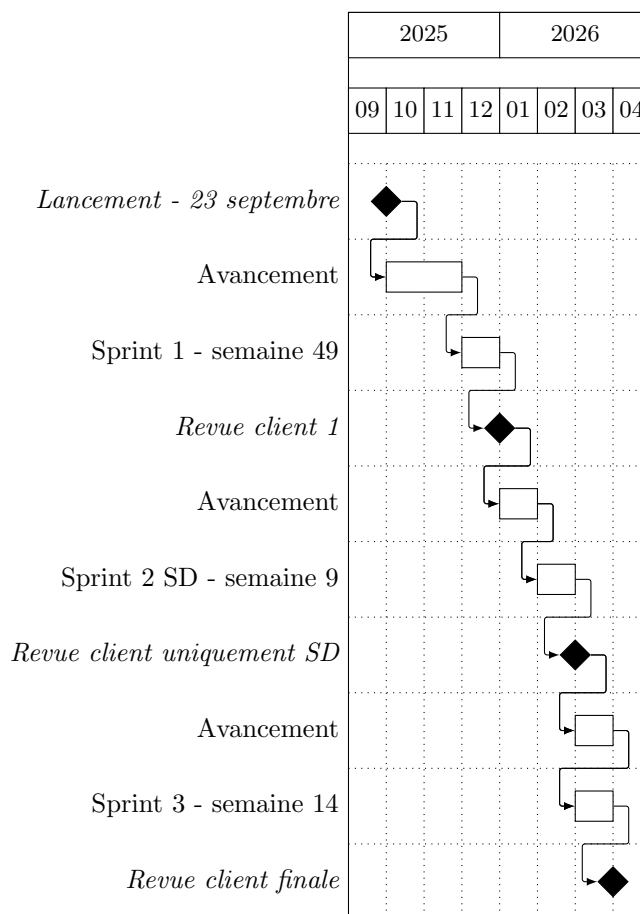 2025 2026
09 10 11 12 01 02 03 04
Lancement - 23 septembre
Avancement
Sprint 1 - semaine 49
Revue client 1
Avancement
Sprint 2 SD - semaine 9
Revue client uniquement SD
Avancement
Sprint 3 - semaine 14
Revue client finale